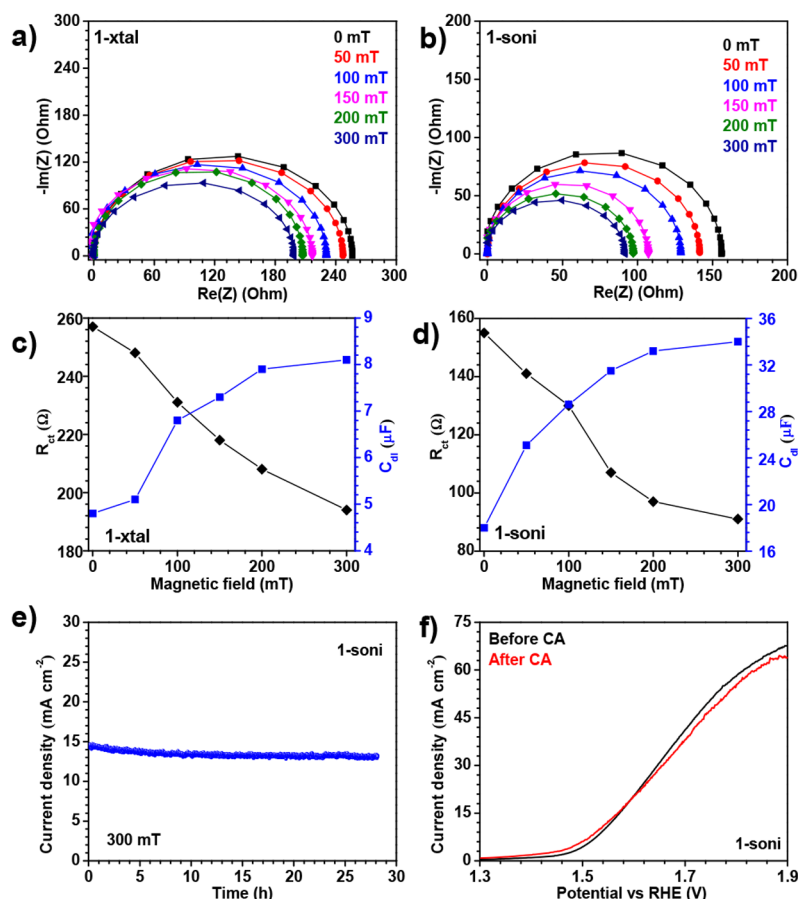 a)
1-xtal
0 mT
50 mT
100 mT
150 mT
200 mT
300 mT
300
240
180
120
60
0
-Im(Z) (Ohm)
0 60 120 180 240 300
Re(Z) (Ohm)
b)
1-soni
0 mT
50 mT
100 mT
150 mT
200 mT
300 mT
200
150
100
50
0
-Im(Z) (Ohm)
0 50 100 150 200
Re(Z) (Ohm)
c)
260
240
220
200
180
Rct (Ω)
9
8
7
6
5
4
Cdl (μF)
1-xtal
0 100 200 300
Magnetic field (mT)
d)
160
140
120
100
80
Rct (Ω)
36
32
28
24
20
16
Cdl (μF)
1-soni
0 100 200 300
Magnetic field (mT)
e)
1-soni
30
25
20
15
10
5
0
Current density (mA cm-2)
300 mT
0 5 10 15 20 25 30
Time (h)
f)
Before CA
After CA
75
60
45
30
15
0
Current density (mA cm-2)
1-soni
1.3 1.5 1.7 1.9
Potential vs RHE (V)